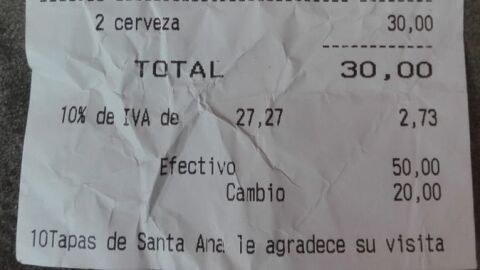 2 cerveza 30,00
TOTAL 30,00
10% de IVA de 27,27 2,73
Efectivo 50,00
Cambio 20,00
10Tapas de Santa Ana le agradece su visita